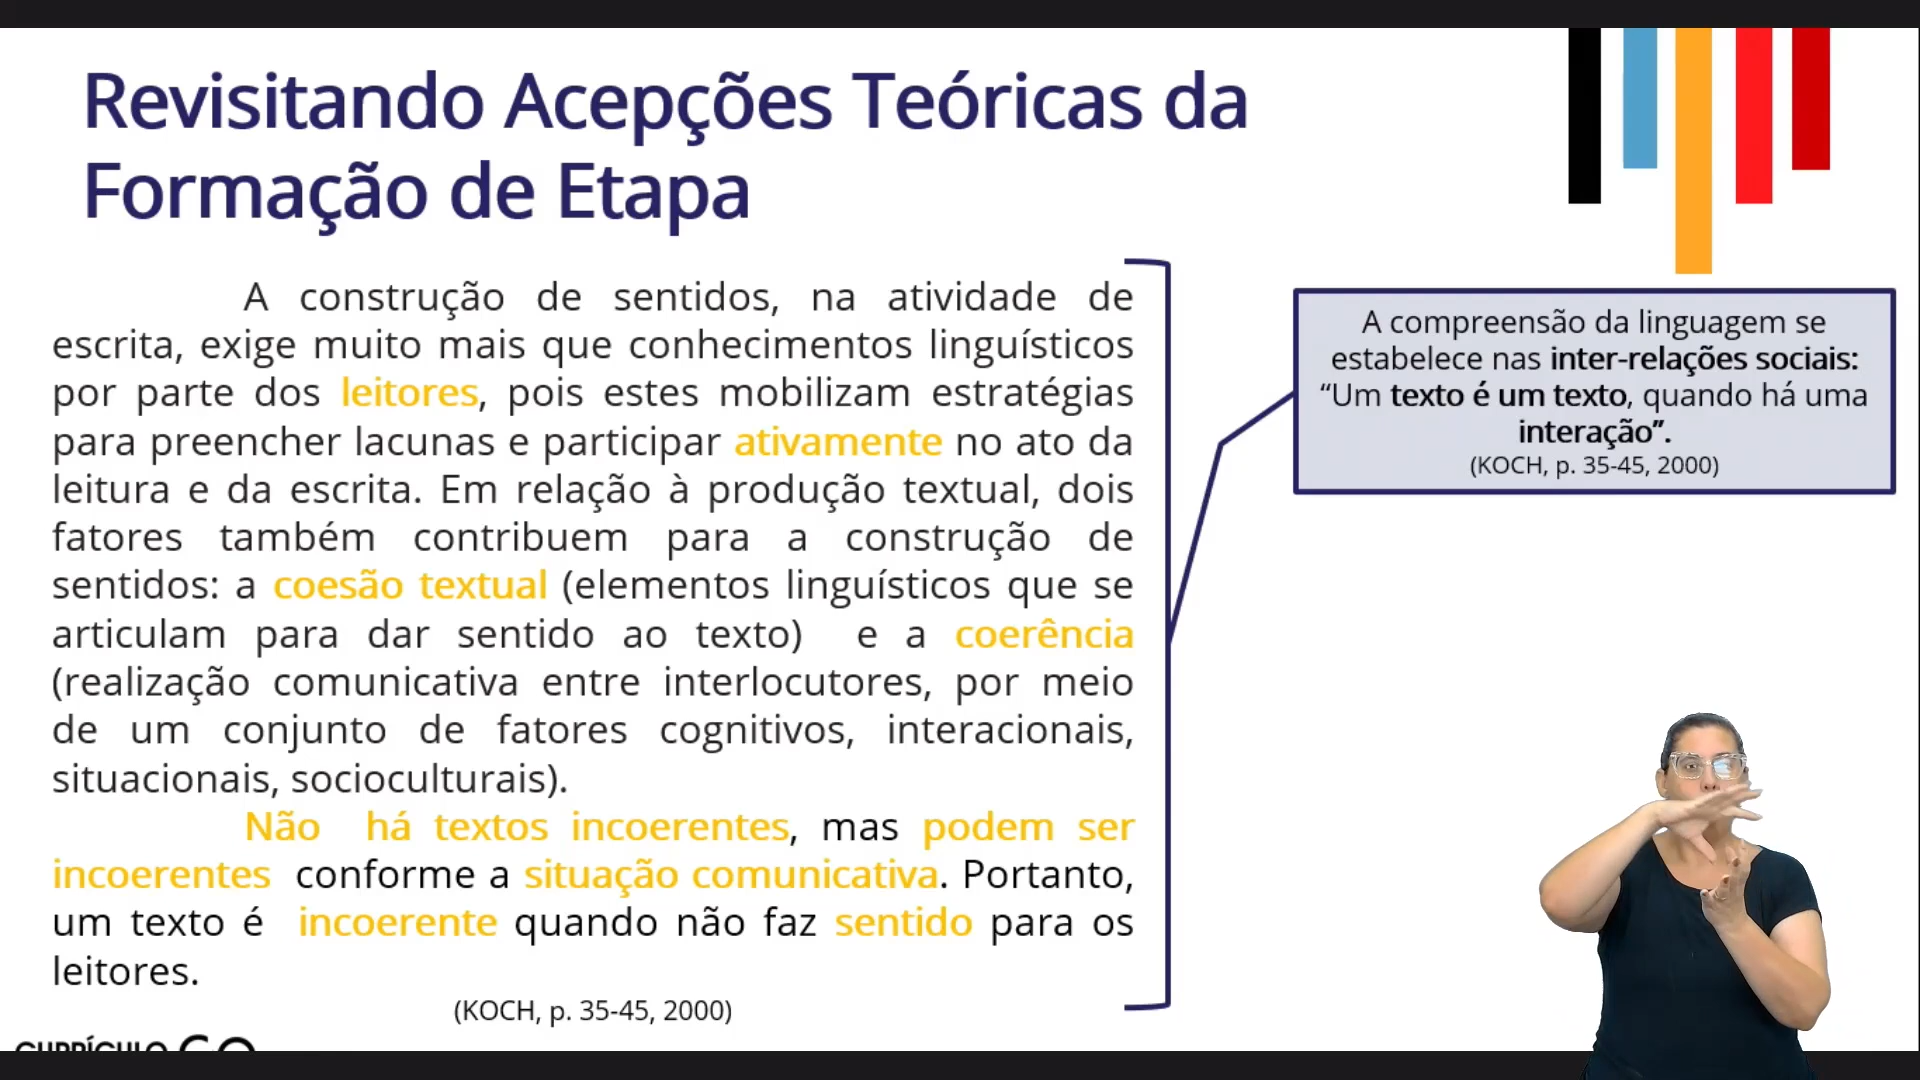 Revisitando Acepções Teóricas da
Formação de Etapa
A construção de sentidos, na atividade de
escrita, exige muito mais que conhecimentos linguísticos
por parte dos leitores, pois estes mobilizam estratégias
para preencher lacunas e participar ativamente no ato da
leitura e da escrita. Em relação à produção textual, dois
fatores também contribuem para a construção de
sentidos: a coesão textual (elementos linguísticos que se
articulam para dar sentido ao texto) e a coerência
(realização comunicativa entre interlocutores, por meio
de um conjunto de fatores cognitivos, interacionais,
situacionais, socioculturais).
Não há textos incoerentes, mas podem ser
incoerentes conforme a situação comunicativa. Portanto,
um texto é incoerente quando não faz sentido para os
leitores.
(KOCH, p. 35-45, 2000)
A compreensão da linguagem se
estabelece nas inter-relações sociais:
“Um texto é um texto, quando há uma
interação”.
(KOCH, p. 35-45, 2000)
CURRÍCULO